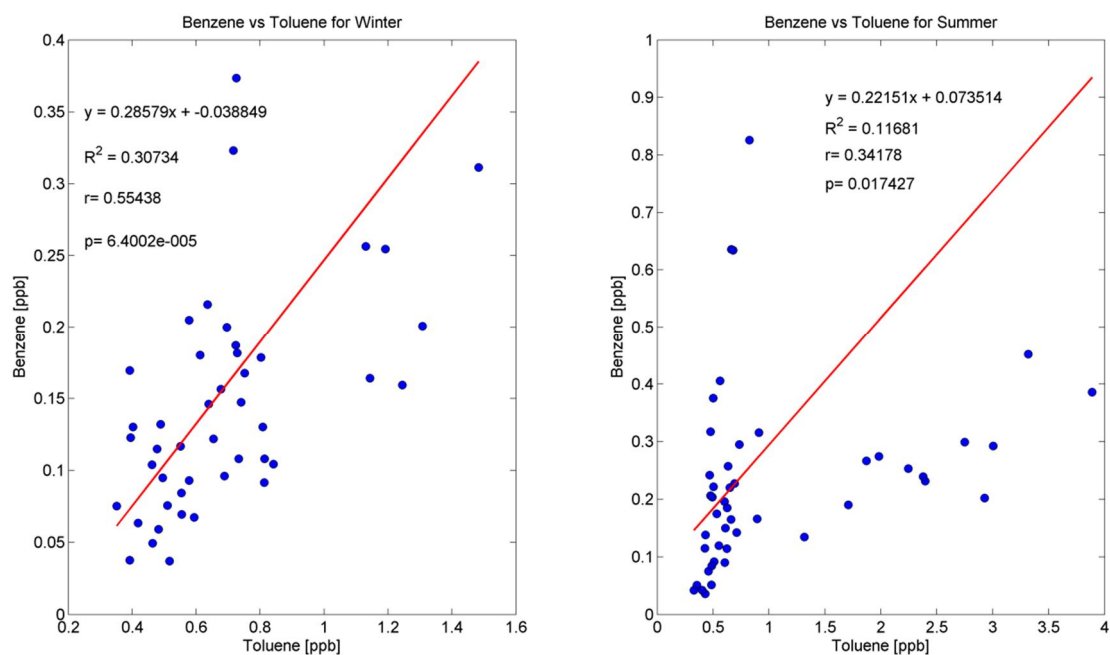 Benzene vs Toluene for Winter
0.4
0.35
0.3
0.25
0.2
0.15
0.1
0.05
0
Benzene [ppb]
y = 0.28579x + -0.038849
R² = 0.30734
r= 0.55438
p= 6.4002e-005
0.2 0.4 0.6 0.8 1 1.2 1.4 1.6
Toluene [ppb]
Benzene vs Toluene for Summer
1
0.9
0.8
0.7
0.6
0.5
0.4
0.3
0.2
0.1
0
Benzene [ppb]
y = 0.22151x + 0.073514
R² = 0.11681
r= 0.34178
p= 0.017427
0 0.5 1 1.5 2 2.5 3 3.5 4
Toluene [ppb]